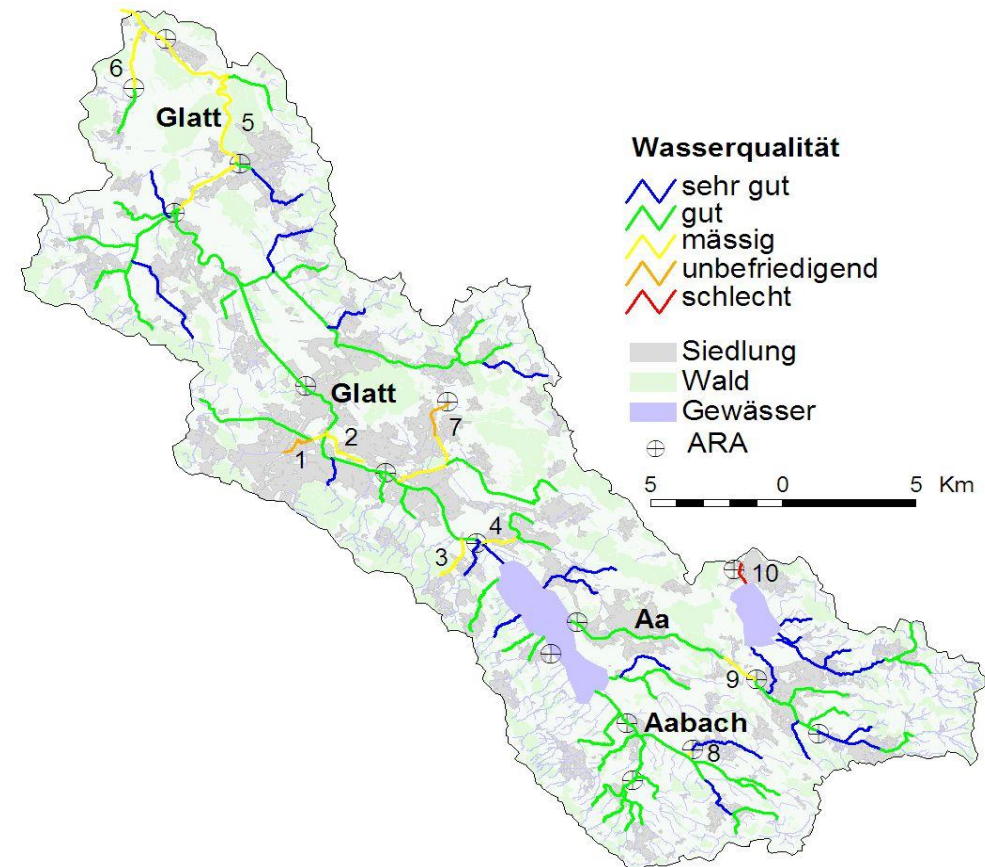 6
Glatt
5
Wasserqualität
sehr gut
gut
mässig
unbefriedigend
schlecht
Siedlung
Wald
Gewässer
ARA
5 0 5 Km
Glatt
7
2
1
4
3
10
Aa
9
Aabach
8